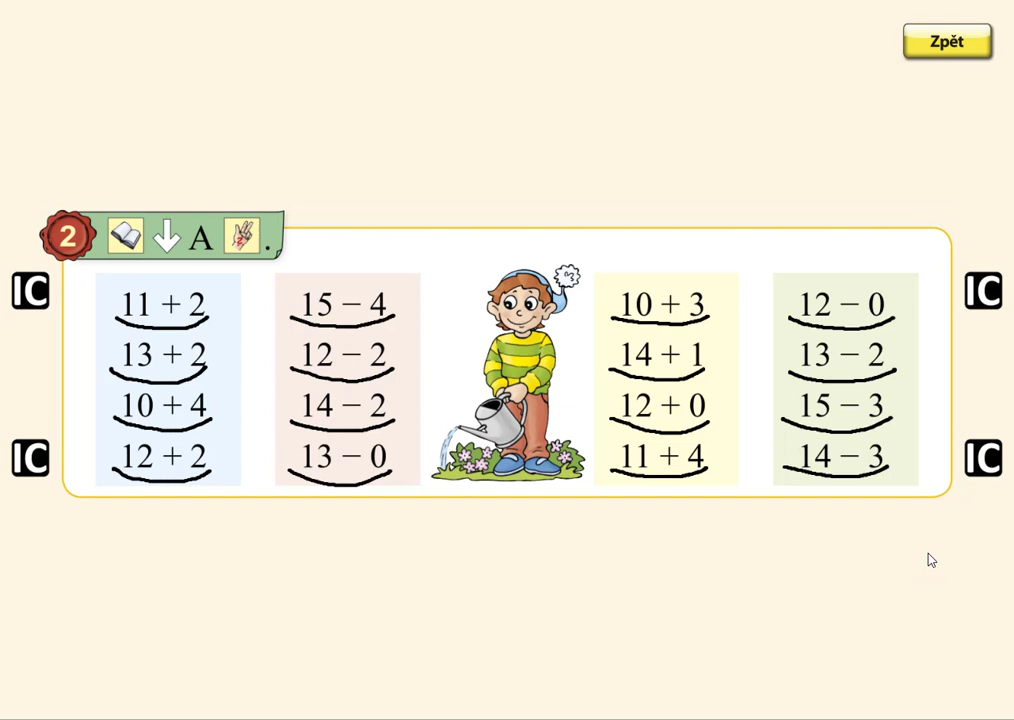 Zpět
2 A .
IC
IC
11 + 2
13 + 2
10 + 4
12 + 2
15 − 4
12 − 2
14 − 2
13 − 0
10 + 3
14 + 1
12 + 0
11 + 4
12 − 0
13 − 2
15 − 3
14 − 3
IC
IC